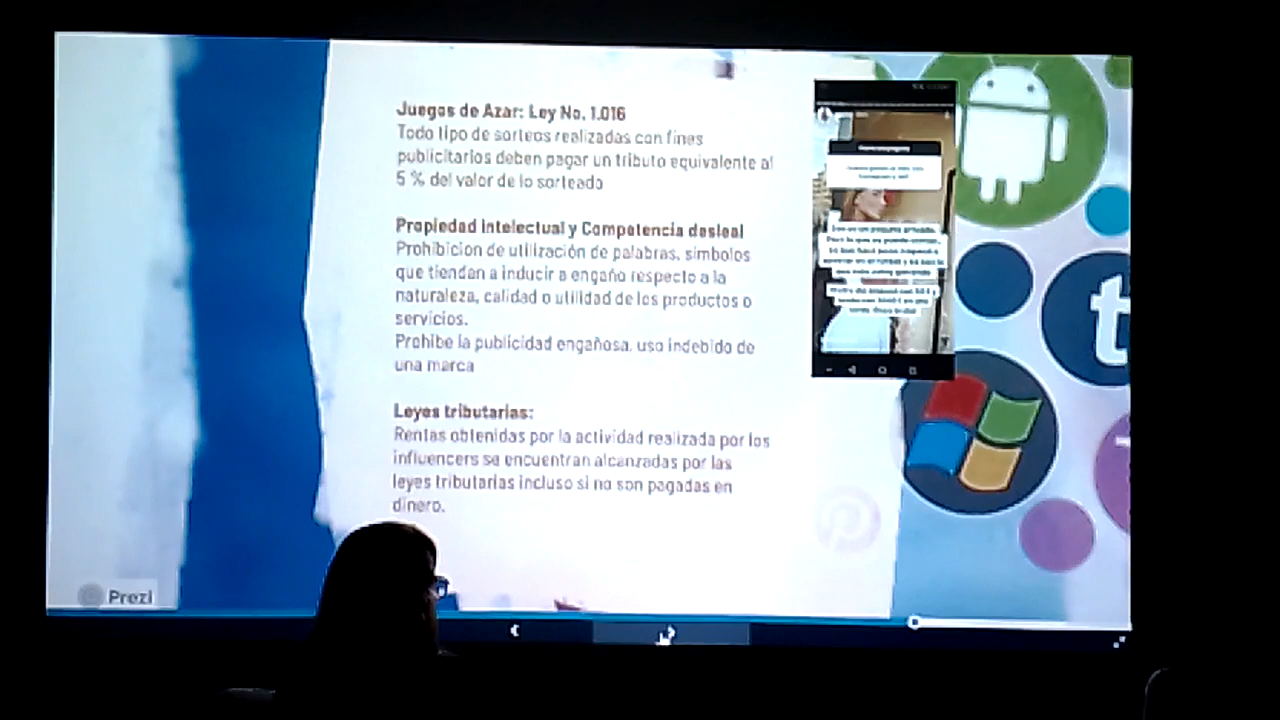 Juegos de Azar: Ley No. 1.016
Todo tipo de sorteos realizadas con fines
publicitarios deben pagar un tributo equivalente al
5 % del valor de lo sorteado
Propiedad Intelectual y Competencia desleal
Prohibicion de utilización de palabras, símbolos
que tiendan a inducir a engaño respecto a la
naturaleza, calidad o utilidad de los productos o
servicios.
Prohíbe la publicidad engañosa, uso indebido de
una marca
Leyes tributarias:
Rentas obtenidas por la actividad realizada por los
influencers se encuentran alcanzadas por las
leyes tributarias incluso si no son pagadas en
dinero.
t
Prezi